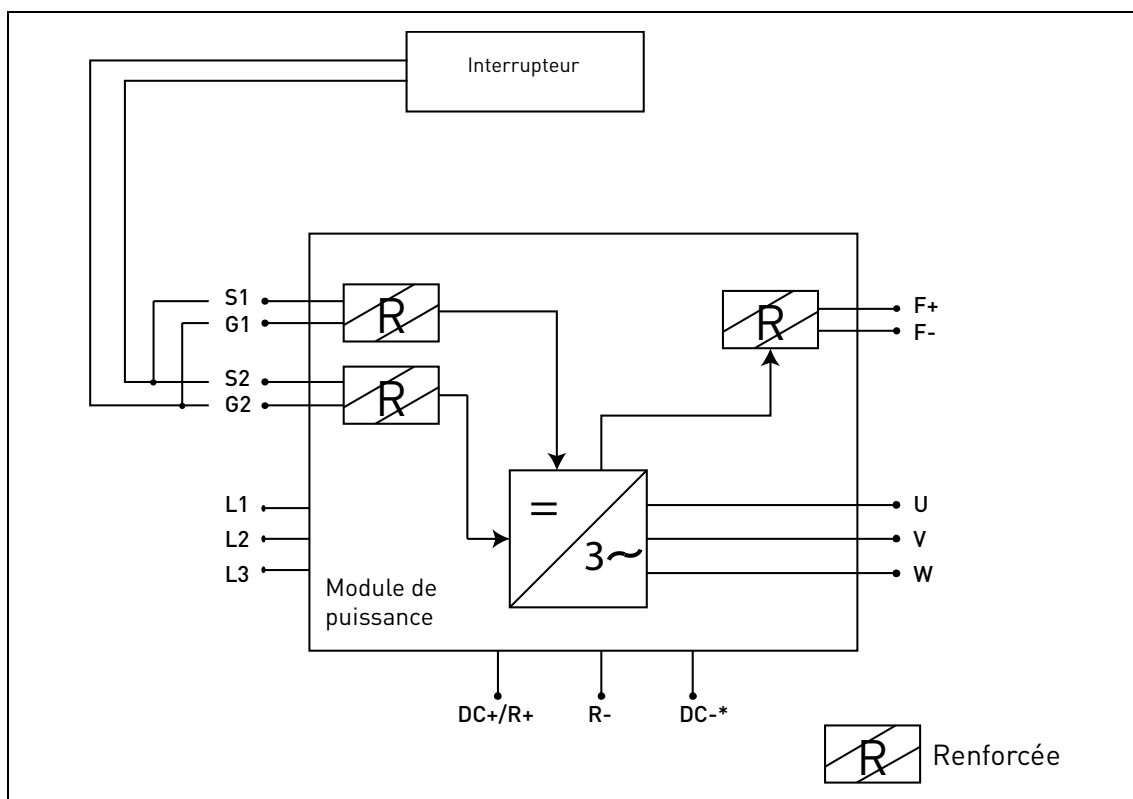 Interrupteur
S1
G1
R
S2
G2
R
R
F+
F-
L1
L2
L3
=
3~
U
V
W
Module de
puissance
DC+/R+
R-
DC-*
R
Renforcée